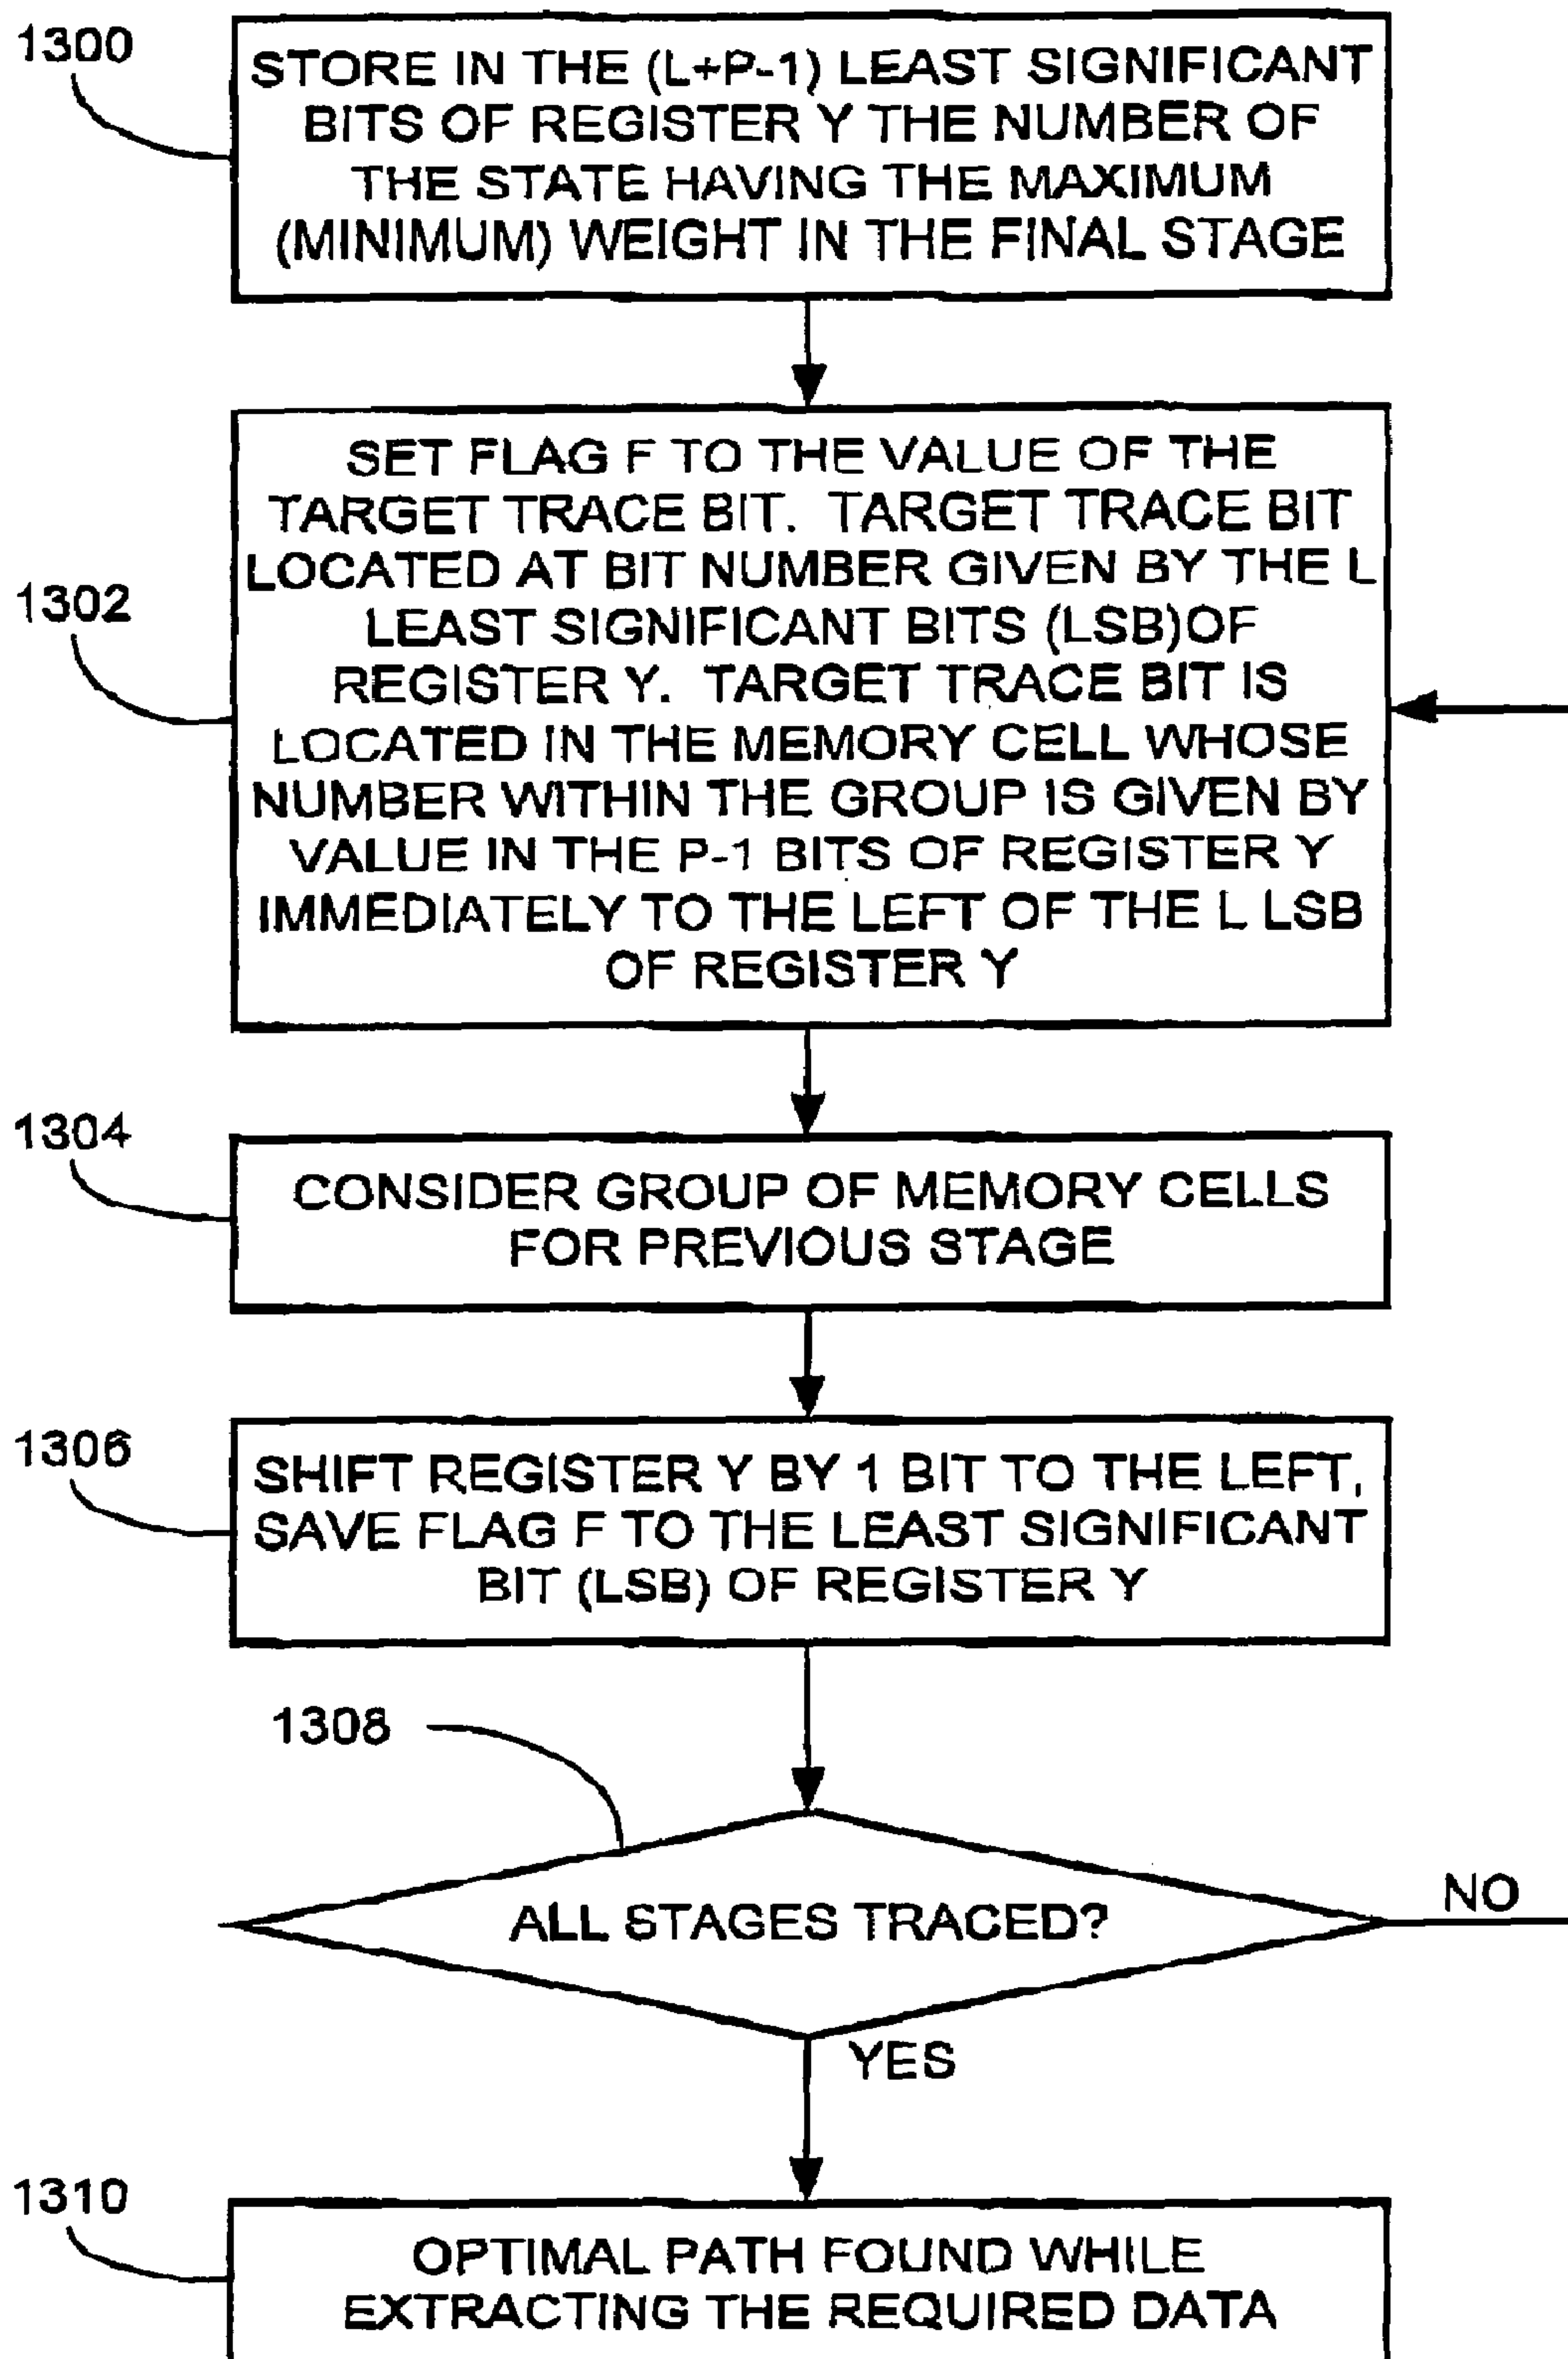 1300
STORE IN THE (L+P-1) LEAST SIGNIFICANT
BITS OF REGISTER Y THE NUMBER OF
THE STATE HAVING THE MAXIMUM
(MINIMUM) WEIGHT IN THE FINAL STAGE
1302
SET FLAG F TO THE VALUE OF THE
TARGET TRACE BIT. TARGET TRACE BIT
LOCATED AT BIT NUMBER GIVEN BY THE L
LEAST SIGNIFICANT BITS (LSB)OF
REGISTER Y. TARGET TRACE BIT IS
LOCATED IN THE MEMORY CELL WHOSE
NUMBER WITHIN THE GROUP IS GIVEN BY
VALUE IN THE P-1 BITS OF REGISTER Y
IMMEDIATELY TO THE LEFT OF THE L LSB
OF REGISTER Y
1304
CONSIDER GROUP OF MEMORY CELLS
FOR PREVIOUS STAGE
1306
SHIFT REGISTER Y BY 1 BIT TO THE LEFT,
SAVE FLAG F TO THE LEAST SIGNIFICANT
BIT (LSB) OF REGISTER Y
1308
ALL STAGES TRACED?
NO
YES
1310
OPTIMAL PATH FOUND WHILE
EXTRACTING THE REQUIRED DATA